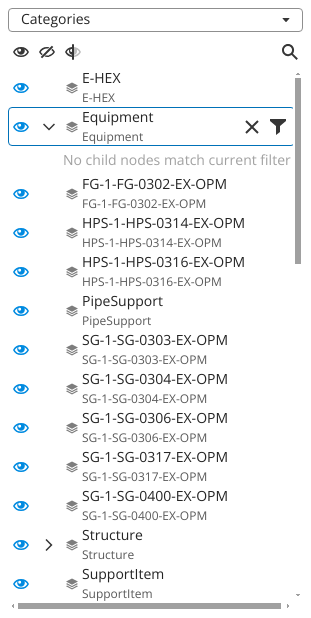 Categories
E-HEX
E-HEX
Equipment
Equipment
No child nodes match current filter
FG-1-FG-0302-EX-OPM
FG-1-FG-0302-EX-OPM
HPS-1-HPS-0314-EX-OPM
HPS-1-HPS-0314-EX-OPM
HPS-1-HPS-0316-EX-OPM
HPS-1-HPS-0316-EX-OPM
PipeSupport
PipeSupport
SG-1-SG-0303-EX-OPM
SG-1-SG-0303-EX-OPM
SG-1-SG-0304-EX-OPM
SG-1-SG-0304-EX-OPM
SG-1-SG-0306-EX-OPM
SG-1-SG-0306-EX-OPM
SG-1-SG-0317-EX-OPM
SG-1-SG-0317-EX-OPM
SG-1-SG-0400-EX-OPM
SG-1-SG-0400-EX-OPM
Structure
Structure
SupportItem
SupportItem